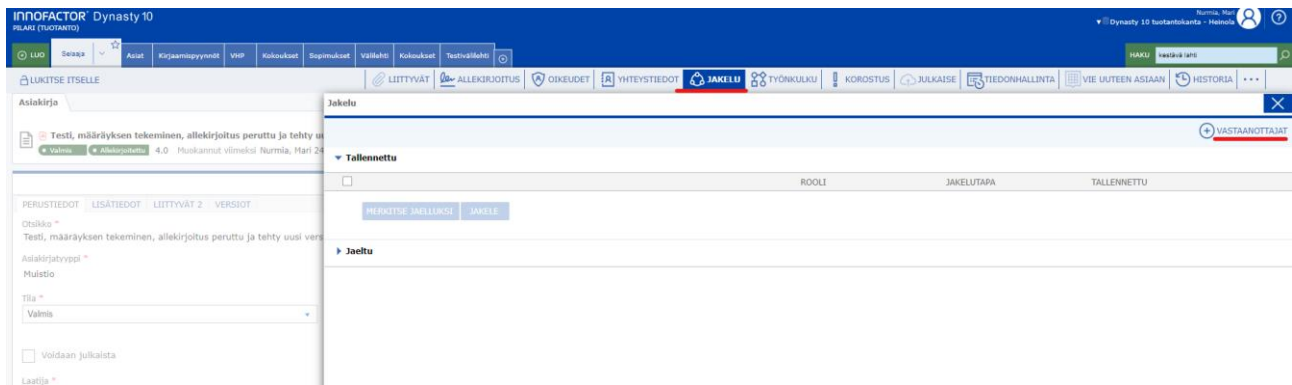 INNOFACTOR® Dynasty 10
PILARI (TUOTANTO)
Nurmia, Mari
Dynasty 10 tuotantokanta - Heinola
LUO Selaaja Asiat Kirjaamispyynnöt VHP Kokoukset Sopimukset Välilehti Kokoukset Testivälilehti HAKU kestävä lahti
LUKITSE ITSELLE LIITTYVÄT ALLEKIRJOITUS OIKEUDET YHTEYSTIEDOT JAKELU TYÖNKULKU KOROSTUS JULKAISE TIEDONHALLINTA VIE UUTEEN ASIAAN HISTORIA ...
Asiakirja
Jakelu
VASTAANOTTAJAT
Testi, määräyksen tekeminen, allekirjoitus peruttu ja tehty u
Valmis Allekirjoitettu 4.0 Muokannut viimeksi Nurmia, Mari 24
Tallennettu
ROOLI JAKELUTAPA TALLENNETTU
PERUSTIEDOT LISÄTIEDOT LIITTYVÄT 2 VERSIOT
MERKITSE JAELLUKSI JAKELE
Otsikko *
Testi, määräyksen tekeminen, allekirjoitus peruttu ja tehty uusi vers
Jaeltu
Asiakirjatyyppi *
Muistio
Tila *
Valmis
Voidaan julkaista
Laatija *